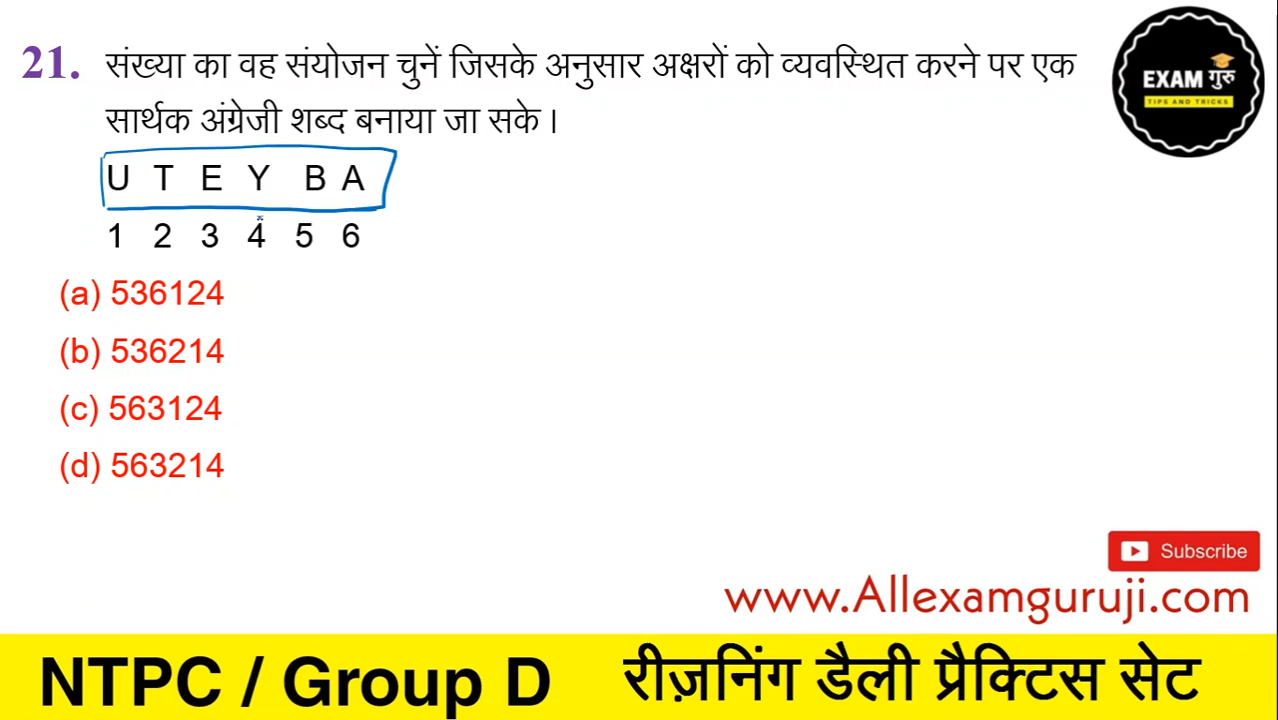 21. संख्या का वह संयोजन चुनें जिसके अनुसार अक्षरों को व्यवस्थित करने पर एक
सार्थक अंग्रेजी शब्द बनाया जा सके।
EXAM गुरु
TIPS AND TRICKS
U T E Y B A
1 2 3 4 5 6
(a) 536124
(b) 536214
(c) 563124
(d) 563214
Subscribe
www.Allexamguruji.com
NTPC / Group D रीज़निंग डैली प्रैक्टिस सेट